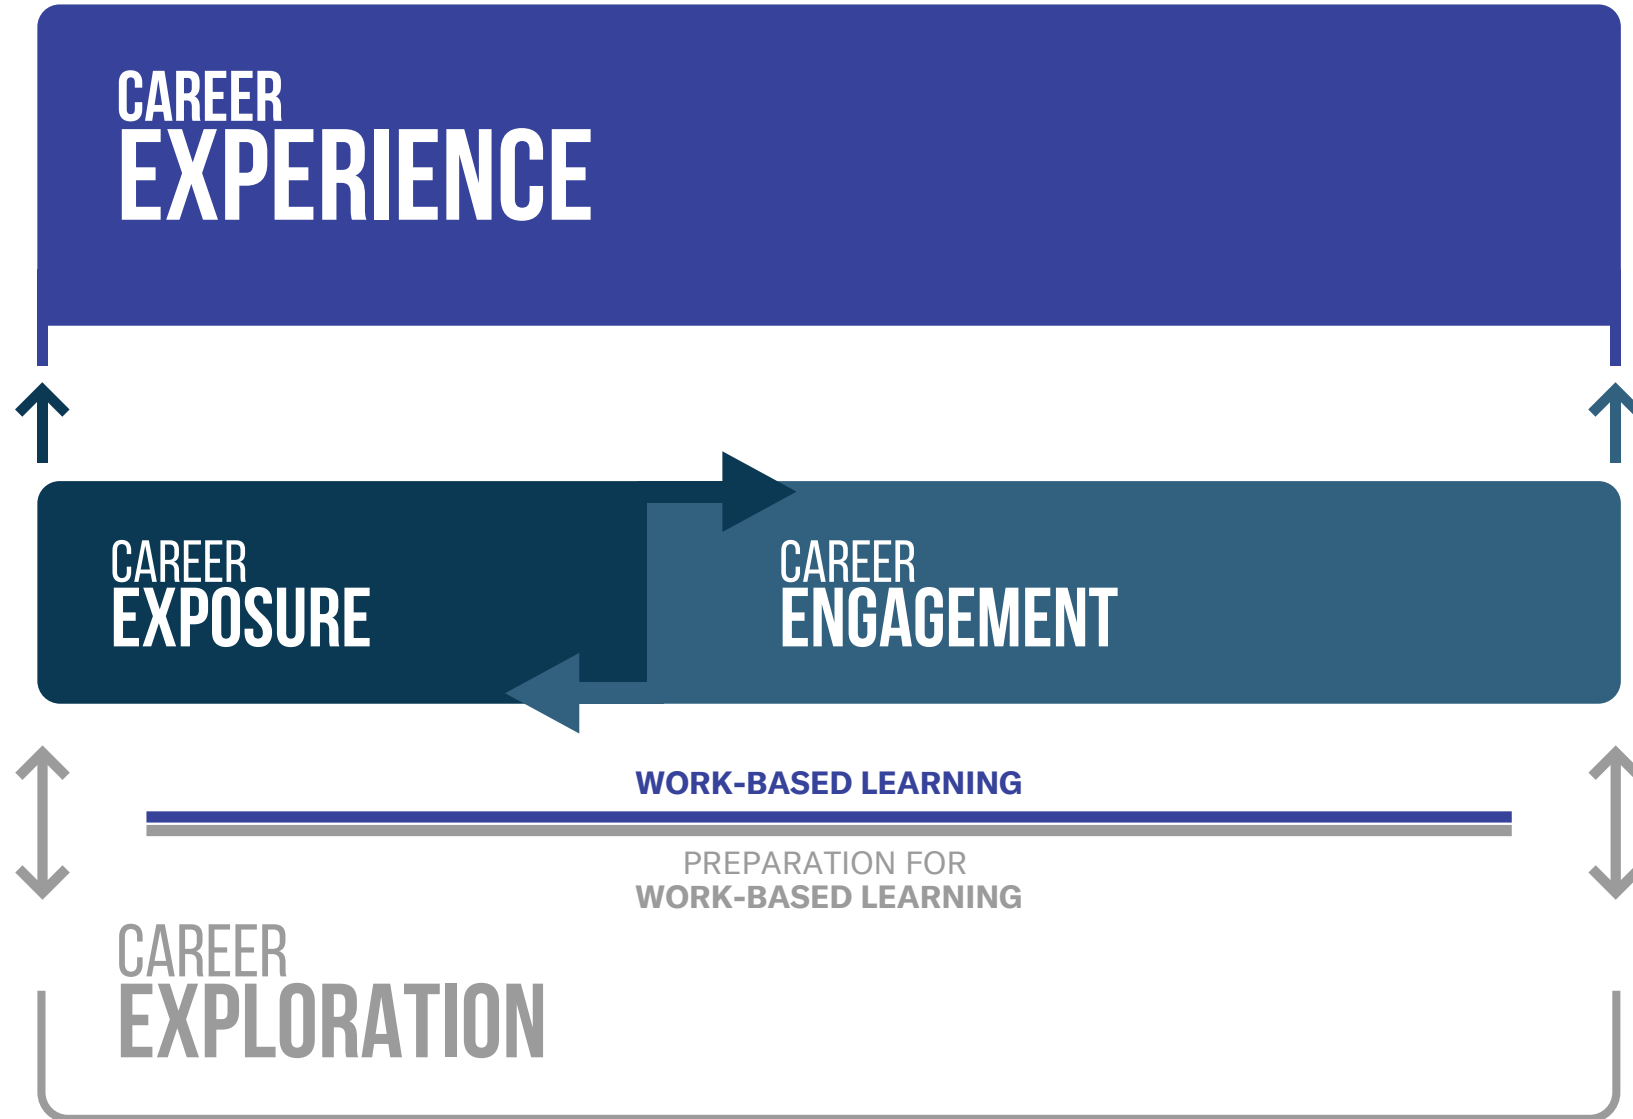 CAREER
EXPERIENCE
CAREER
EXPOSURE
CAREER
ENGAGEMENT
WORK-BASED LEARNING
PREPARATION FOR
WORK-BASED LEARNING
CAREER
EXPLORATION